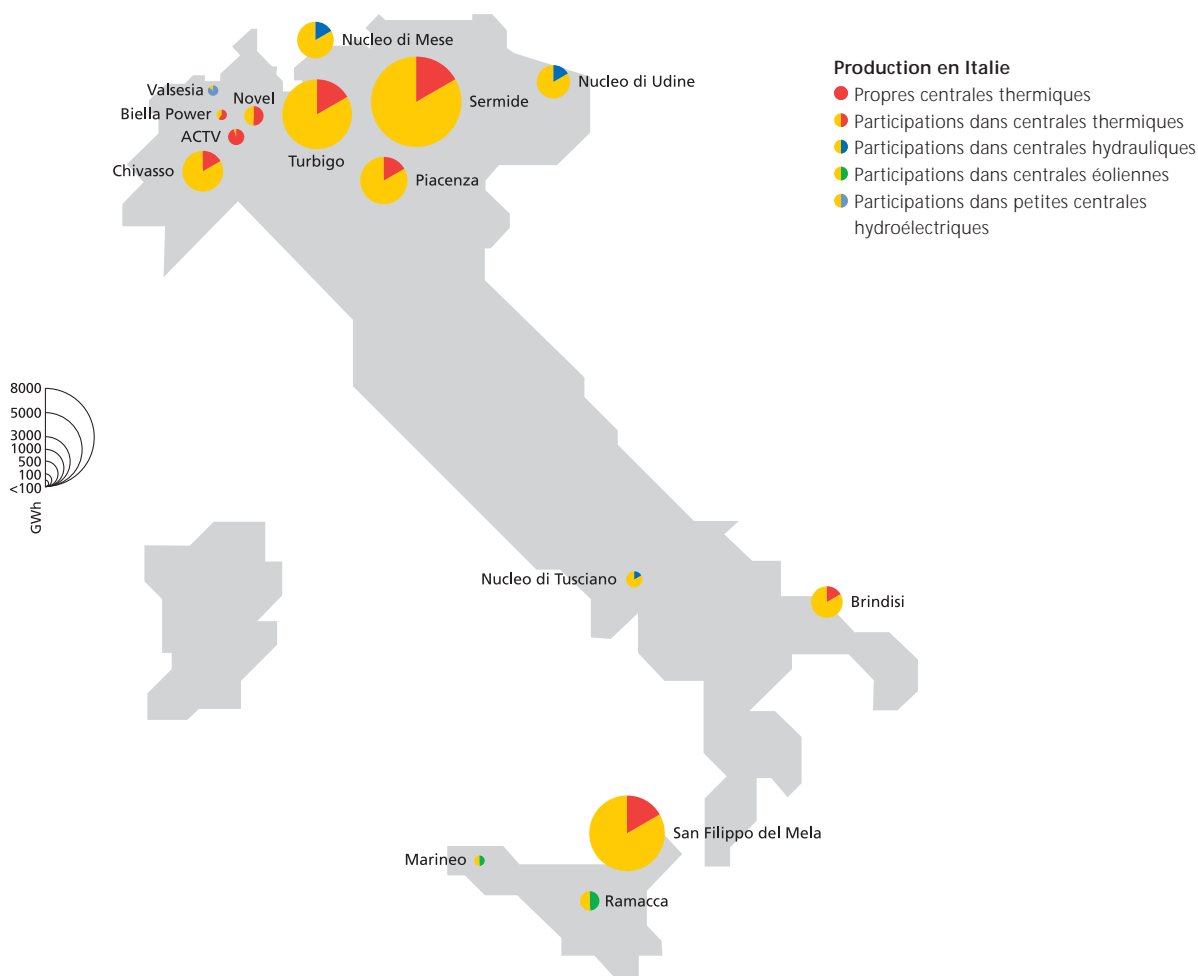 Nucleo di Mese
Nucleo di Udine
Valsesia
Novel
Biella Power
ACTV
Sermide
Turbigo
Chivasso
Piacenza
Production en Italie
Propres centrales thermiques
Participations dans centrales thermiques
Participations dans centrales hydrauliques
Participations dans centrales éoliennes
Participations dans petites centrales
hydroélectriques
8000
5000
3000
1000
500
100
<100
GWh
Nucleo di Tusciano
Brindisi
San Filippo del Mela
Marineo
Ramacca